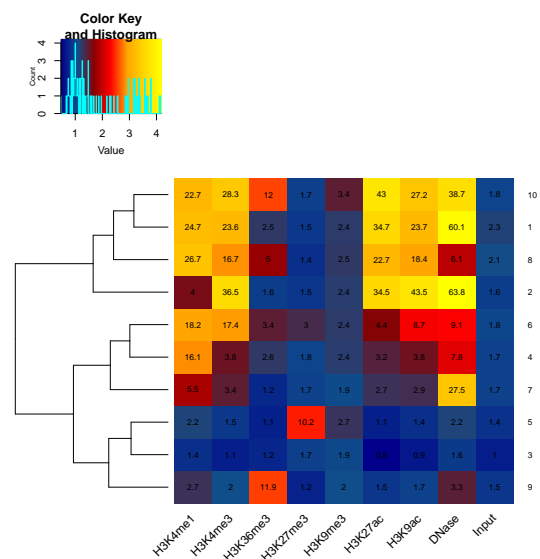 Color Key
and Histogram
Count
0 1 2 3 4
1 2 3 4
Value
22.7 28.3 12 1.7 3.4 43 27.2 38.7 1.8 10
24.7 23.6 2.5 1.5 2.4 34.7 23.7 60.1 2.3 1
26.7 16.7 5 1.4 2.5 22.7 18.4 6.1 2.1 8
4 36.5 1.6 1.5 2.4 34.5 43.5 63.8 1.6 2
18.2 17.4 3.4 3 2.4 4.4 8.7 9.1 1.8 6
16.1 3.8 2.6 1.8 2.4 3.2 3.8 7.8 1.7 4
5.5 3.4 1.2 1.7 1.9 2.7 2.9 27.5 1.7 7
2.2 1.5 1.1 10.2 2.7 1.1 1.4 2.2 1.4 5
1.4 1.1 1.2 1.7 1.9 0.9 1.6 1 3
2.7 2 11.9 1.2 2 1.5 1.7 3.3 1.5 9
H3K4me1 H3K4me3 H3K36me3 H3K27me3 H3K9me3 H3K27ac H3K9ac DNase Input